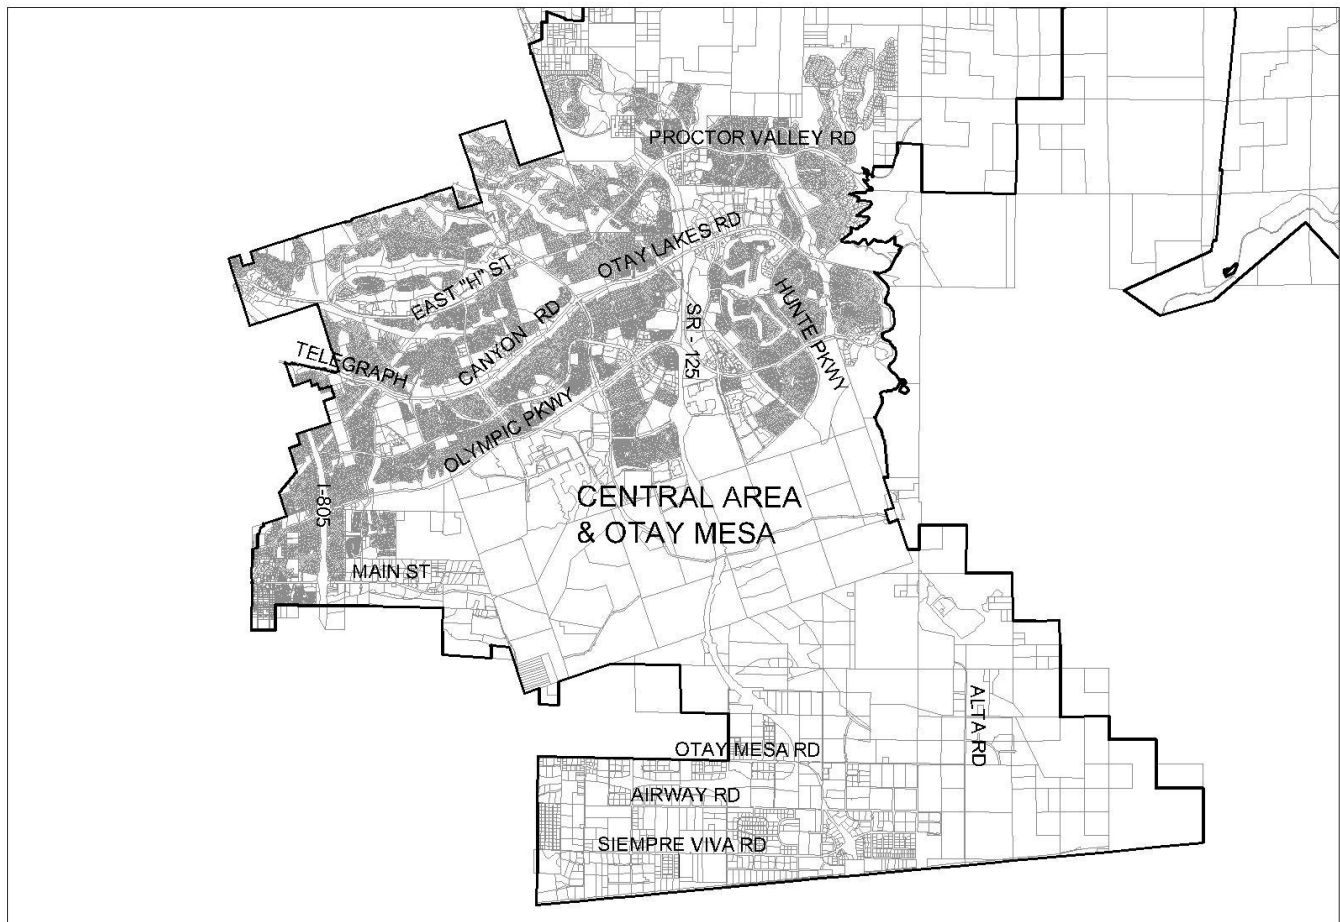 PROCTOR VALLEY RD
OTAY LAKES RD
EAST "H" ST
HUNTE PKWY
SR - 125
TELEGRAPH
CANYON RD
OLYMPIC PKWY
I-805
CENTRAL AREA
& OTAY MESA
MAIN ST
ALTA RD
OTAY MESA RD
AIRWAY RD
SIEMPRE VIVA RD